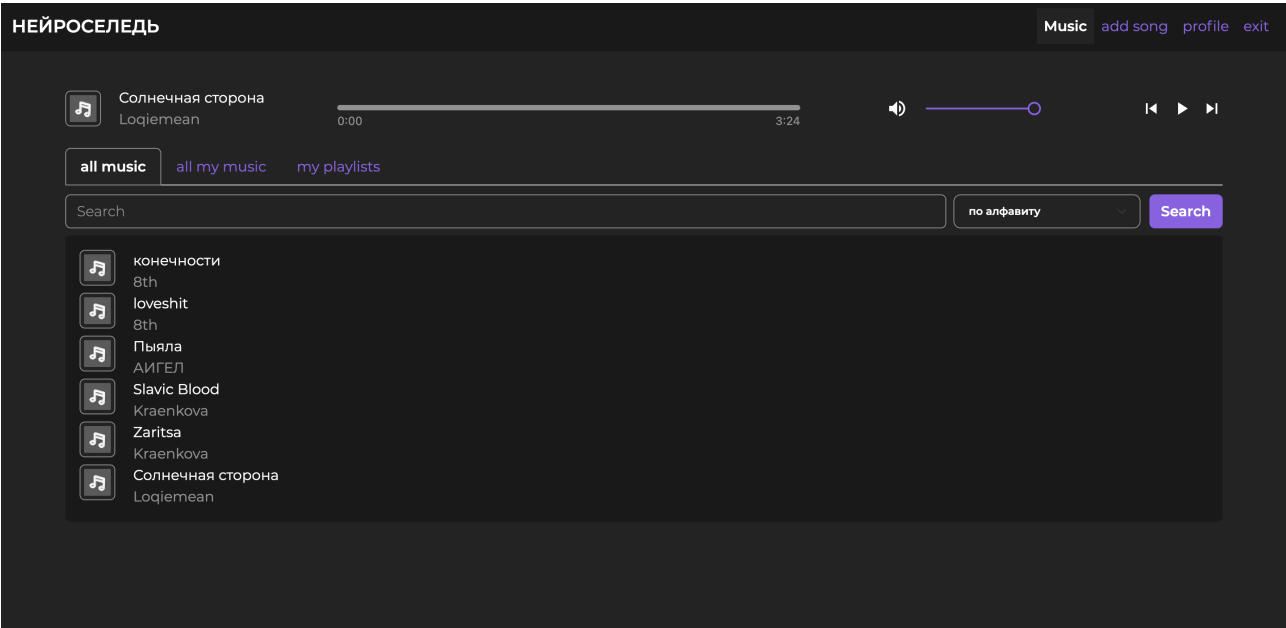 НЕЙРОСЕЛЕДЬ
Music add song profile exit
Солнечная сторона
Loqiemean
0:00 3:24
all music all my music my playlists
Search по алфавиту Search
конечности
8th
loveshit
8th
Пыяла
АИГЕЛ
Slavic Blood
Kraenkova
Zaritsa
Kraenkova
Солнечная сторона
Loqiemean